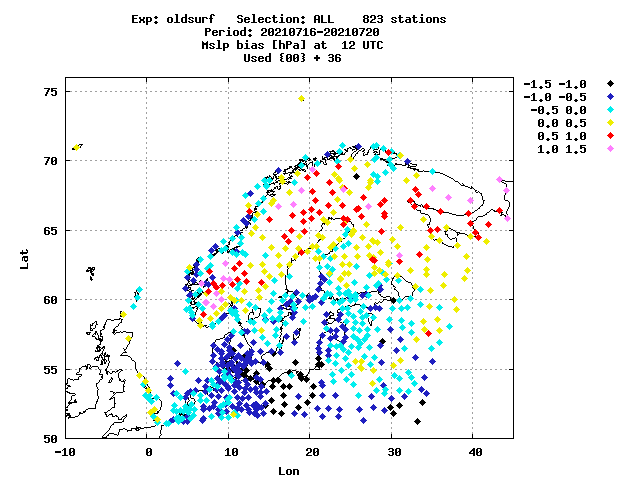 Exp: oldsurf   Selection: ALL    823 stations
Period: 20210716-20210720
Mslp bias [hPa] at  12 UTC
Used {00} + 36
-1.5 -1.0
-1.0 -0.5
-0.5 0.0
0.0 0.5
0.5 1.0
1.0 1.5
75
70
65
60
55
50
Lat
-10 0 10 20 30 40
Lon